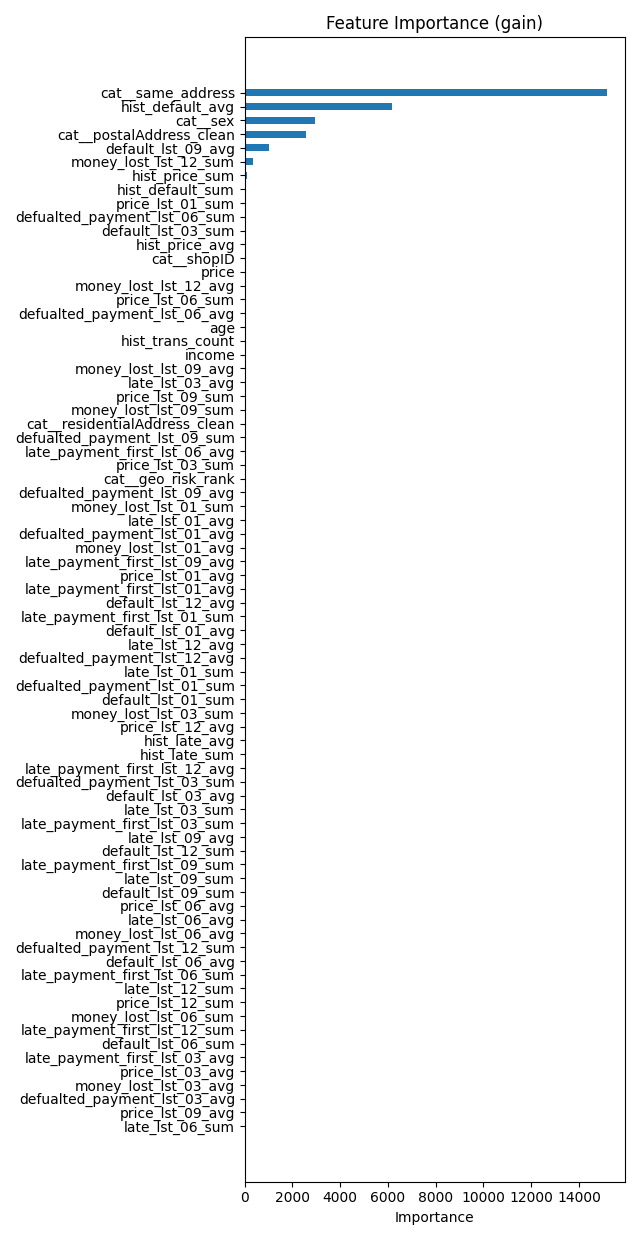 Feature Importance (gain)
cat__same_address
hist_default_avg
cat__sex
cat__postalAddress_clean
default_lst_09_avg
money_lost_lst_12_sum
hist_price_sum
hist_default_sum
price_lst_01_sum
defualted_payment_lst_06_sum
default_lst_03_sum
hist_price_avg
cat__shopID
price
money_lost_lst_12_avg
price_lst_06_sum
defualted_payment_lst_06_avg
age
hist_trans_count
income
money_lost_lst_09_avg
late_lst_03_avg
price_lst_09_sum
money_lost_lst_09_sum
cat__residentialAddress_clean
defualted_payment_lst_09_sum
late_payment_first_lst_06_avg
price_lst_03_sum
cat__geo_risk_rank
defualted_payment_lst_09_avg
money_lost_lst_01_sum
late_lst_01_avg
defualted_payment_lst_01_avg
money_lost_lst_01_avg
late_payment_first_lst_09_avg
price_lst_01_avg
late_payment_first_lst_01_avg
default_lst_12_avg
late_payment_first_lst_01_sum
default_lst_01_avg
late_lst_12_avg
defualted_payment_lst_12_avg
late_lst_01_sum
defualted_payment_lst_01_sum
default_lst_01_sum
money_lost_lst_03_sum
price_lst_12_avg
hist_late_avg
hist_late_sum
late_payment_first_lst_12_avg
defualted_payment_lst_03_sum
default_lst_03_avg
late_lst_03_sum
late_payment_first_lst_03_sum
late_lst_09_avg
default_lst_12_sum
late_payment_first_lst_09_sum
late_lst_09_sum
default_lst_09_sum
price_lst_06_avg
late_lst_06_avg
money_lost_lst_06_avg
defualted_payment_lst_12_sum
default_lst_06_avg
late_payment_first_lst_06_sum
late_lst_12_sum
price_lst_12_sum
money_lost_lst_06_sum
late_payment_first_lst_12_sum
default_lst_06_sum
late_payment_first_lst_03_avg
price_lst_03_avg
money_lost_lst_03_avg
defualted_payment_lst_03_avg
price_lst_09_avg
late_lst_06_sum
0 2000 4000 6000 8000 10000 12000 14000
Importance